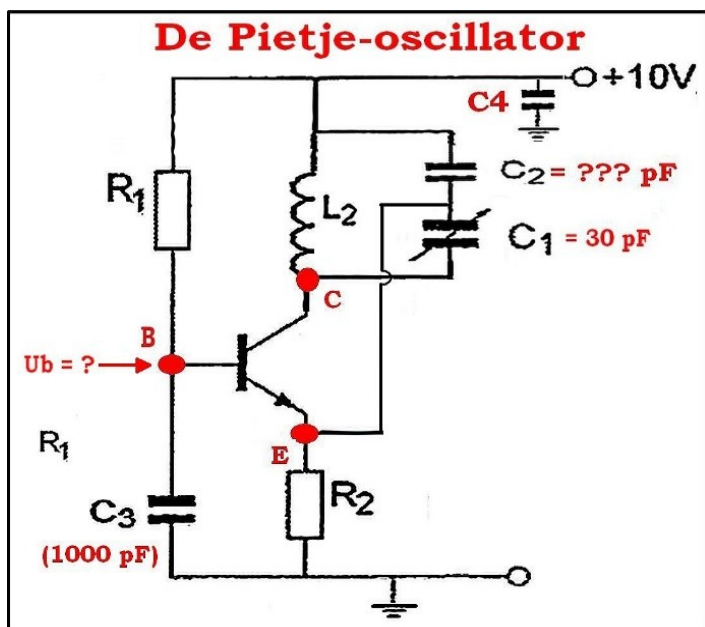 De Pietje-oscillator
+10V
C4
R1
L2
C2 = ??? pF
C1 = 30 pF
C
B
Ub = ?
E
R1
C3
R2
(1000 pF)